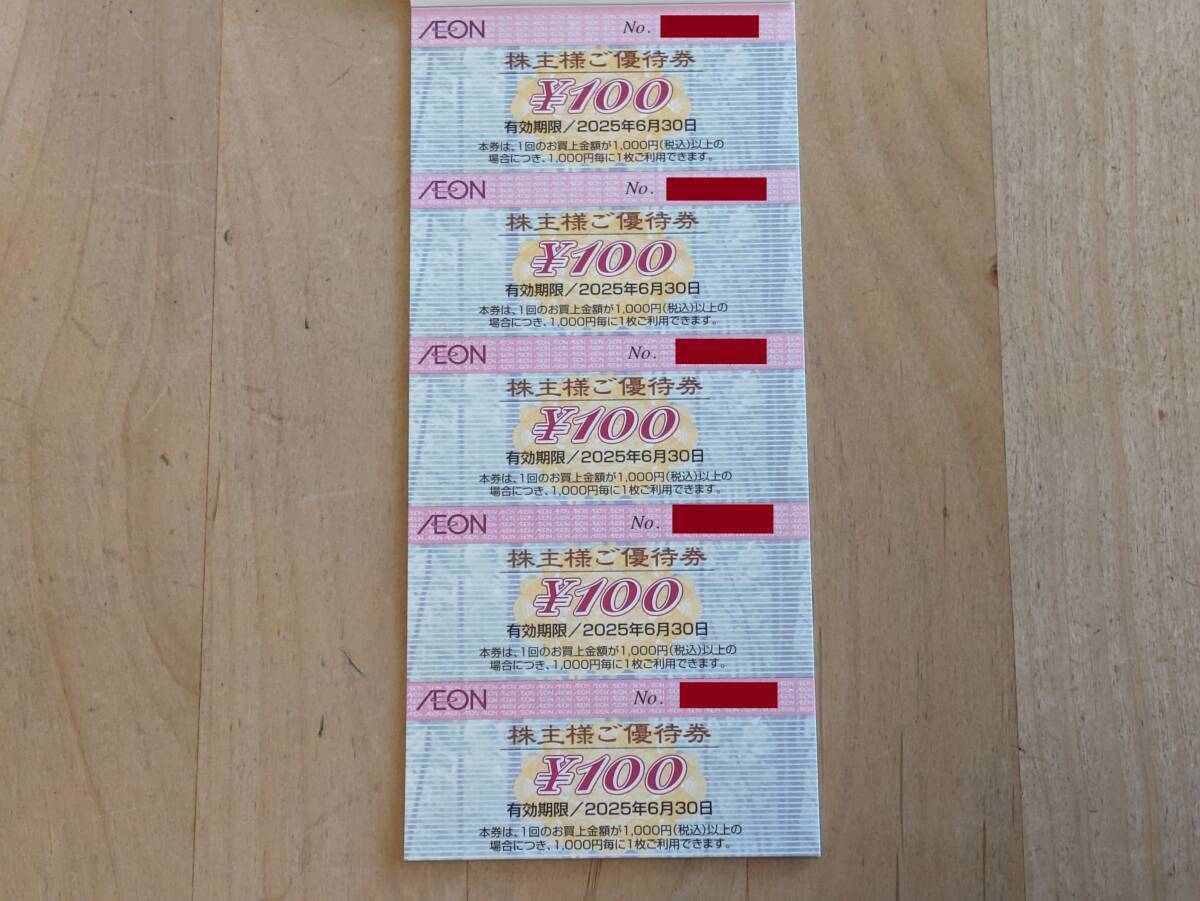 ÆON No.
株主様ご優待券
¥100
有効期限/2025年6月30日
本券は、1回のお買上金額が1,000円(税込)以上の
場合につき、1,000円毎に1枚ご利用できます。
ÆON No.
株主様ご優待券
¥100
有効期限/2025年6月30日
本券は、1回のお買上金額が1,000円(税込)以上の
場合につき、1,000円毎に1枚ご利用できます。
ÆON No.
株主様ご優待券
¥100
有効期限/2025年6月30日
本券は、1回のお買上金額が1,000円(税込)以上の
場合につき、1,000円毎に1枚ご利用できます。
ÆON No.
株主様ご優待券
¥100
有効期限/2025年6月30日
本券は、1回のお買上金額が1,000円(税込)以上の
場合につき、1,000円毎に1枚ご利用できます。
ÆON No.
株主様ご優待券
¥100
有効期限/2025年6月30日
本券は、1回のお買上金額が1,000円(税込)以上の
場合につき、1,000円毎に1枚ご利用できます。